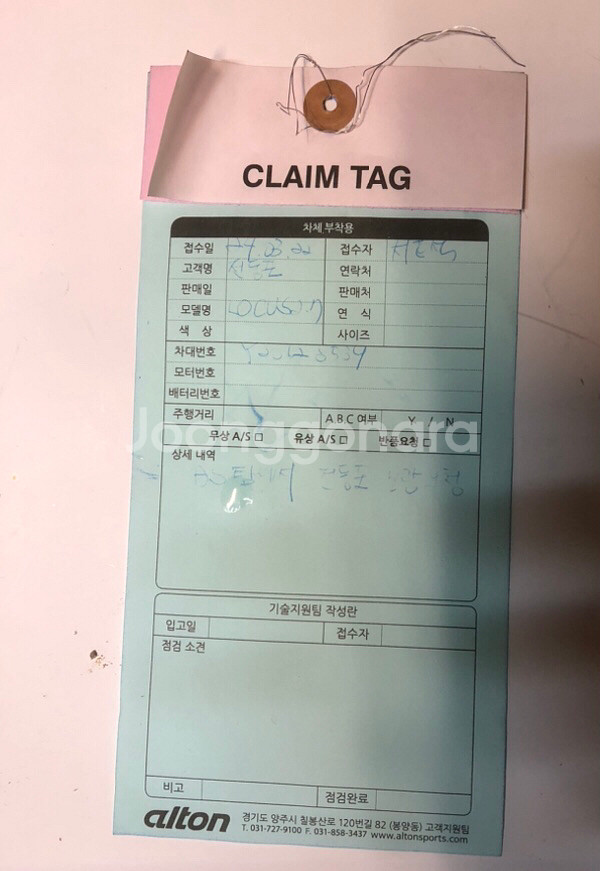 CLAIM TAG
차체 부착용
접수일 24.03.22 접수자
고객명 연락처
판매일 판매처
모델명 LOCUS 연 식
색 상 사이즈
차대번호
모터번호
배터리번호
주행거리 A B C 여부 Y / N
무상 A/S □ 유상 A/S □ 반품요청 □
Joonggonara
상세 내역
기술지원팀 작성란
입고일 접수자
점검 소견
비고 점검완료
alton 경기도 양주시 칠봉산로 120번길 82 (봉양동) 고객지원팀
T. 031-727-9100 F. 031-858-3437 www.altonsports.com